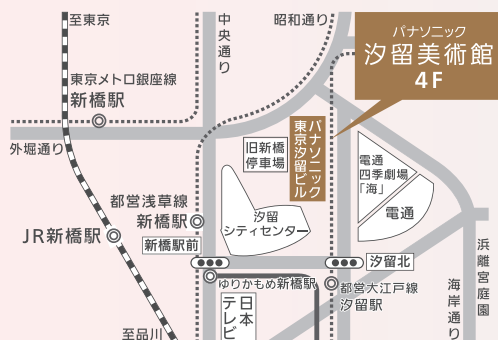 至東京
中央通り
昭和通り
パナソニック
汐留美術館
4F
東京メトロ銀座線
新橋駅
外堀通り
旧新橋
停車場
パナソニック
東京汐留ビル
電通
四季劇場
「海」
電通
都営浅草線
新橋駅
汐留
シティセンター
JR新橋駅
新橋駅前
汐留北
浜離宮庭園
ゆりかもめ新橋駅
都営大江戸線
汐留駅
海岸通り
日本
テレビ
至品川